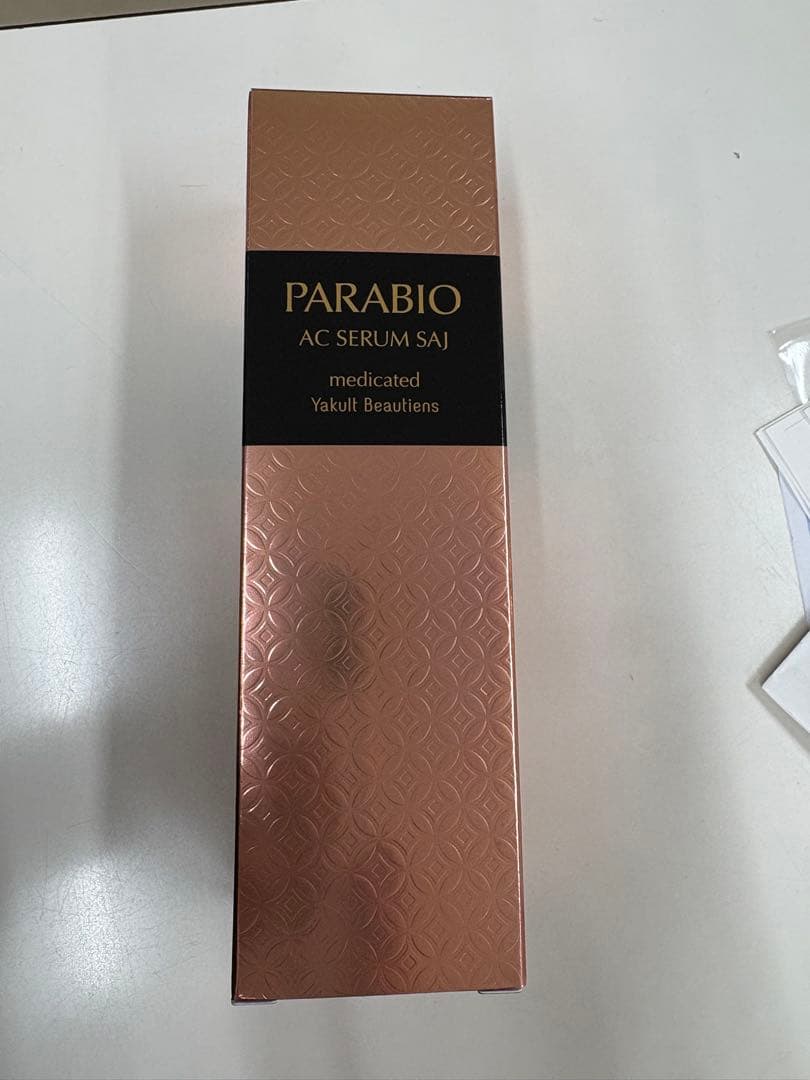 PARABIO
AC SERUM SAJ
medicated
Yakult Beautiens